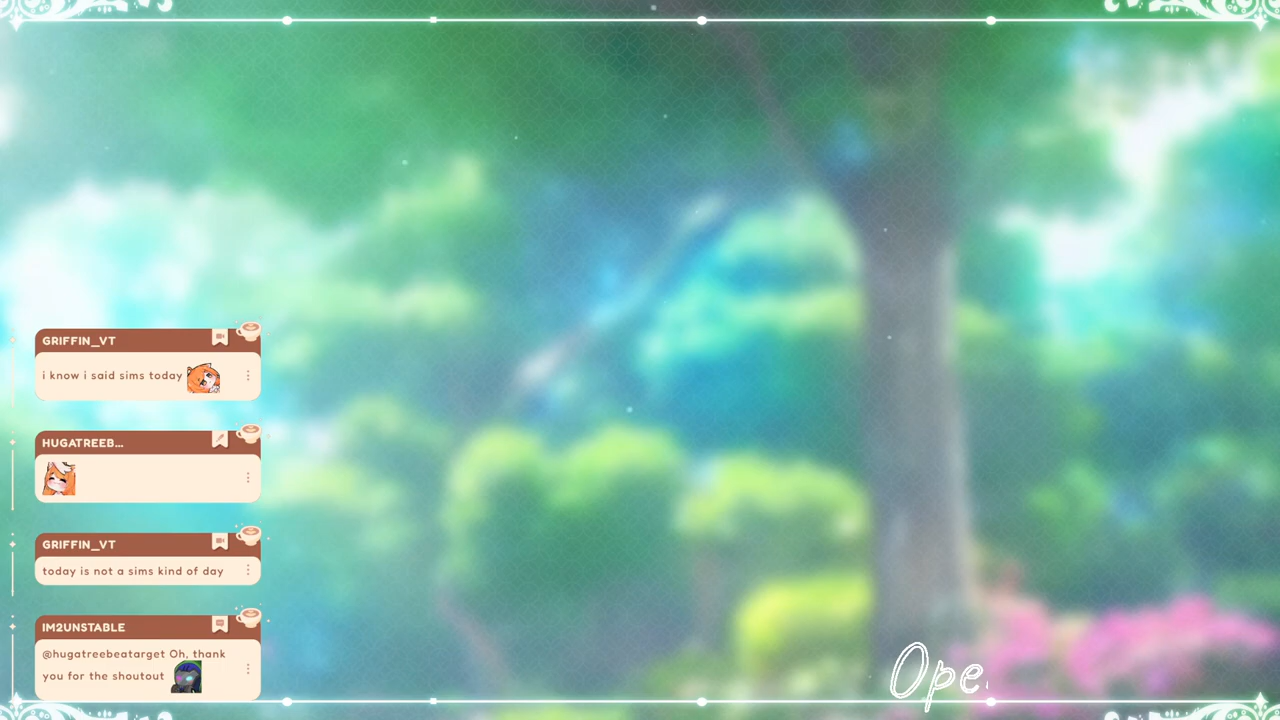 GRIFFIN_VT
i know i said sims today
HUGATREEB...
GRIFFIN_VT
today is not a sims kind of day
IM2UNSTABLE
@hugatreebeatarget Oh, thank
you for the shoutout
Ope